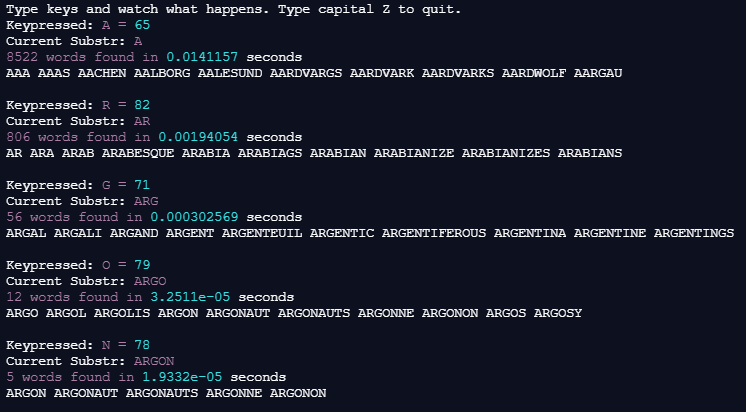 Type keys and watch what happens. Type capital Z to quit.
Keypressed: A = 65
Current Substr: A
8522 words found in 0.0141157 seconds
AAA AAAS AACHEN AALBORG AALESUND AARDVARGS AARDVARK AARDVARKS AARDWOLF AARGAU
Keypressed: R = 82
Current Substr: AR
806 words found in 0.00194054 seconds
AR ARA ARAB ARABESQUE ARABIA ARABIAGS ARABIAN ARABIANIZE ARABIANIZES ARABIANS
Keypressed: G = 71
Current Substr: ARG
56 words found in 0.000302569 seconds
ARGAL ARGALI ARGAND ARGENT ARGENTEUIL ARGENTIC ARGENTIFEROUS ARGENTINA ARGENTINE ARGENTINGS
Keypressed: O = 79
Current Substr: ARGO
12 words found in 3.2511e-05 seconds
ARGO ARGOL ARGOLIS ARGON ARGONAUT ARGONAUTS ARGONNE ARGONON ARGOS ARGOSY
Keypressed: N = 78
Current Substr: ARGON
5 words found in 1.9332e-05 seconds
ARGON ARGONAUT ARGONAUTS ARGONNE ARGONON